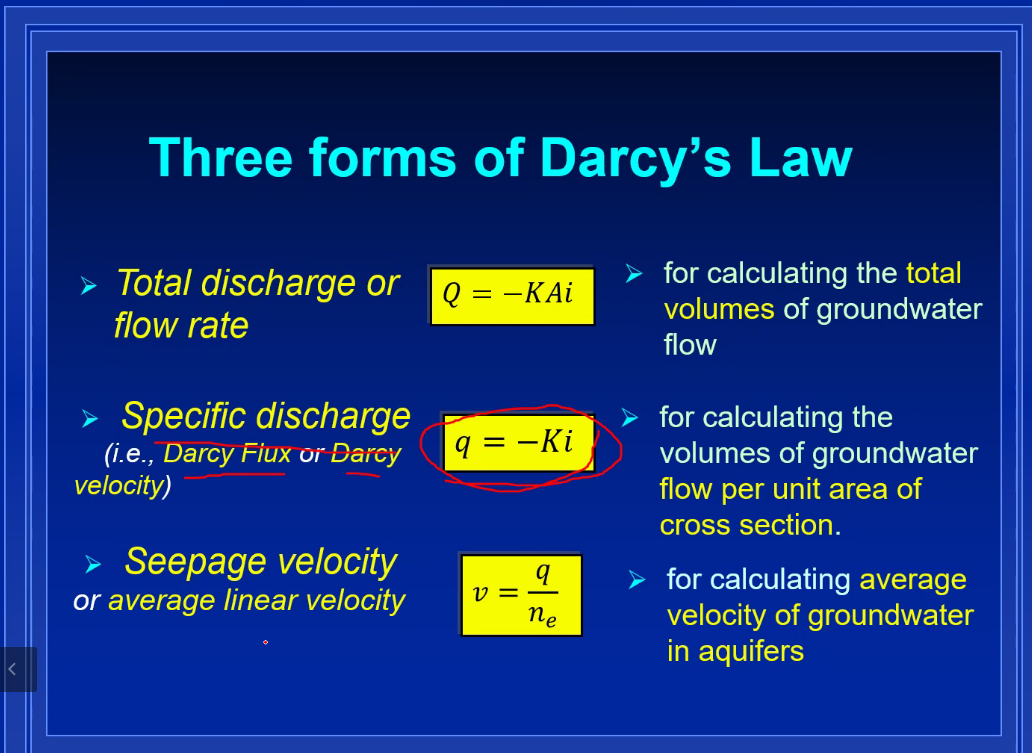 Three forms of Darcy’s Law
➢ Total discharge or
flow rate
Q = −KAi
➢ for calculating the total
volumes of groundwater
flow
➢ Specific discharge
(i.e., Darcy Flux or Darcy
velocity)
q = −Ki
➢ for calculating the
volumes of groundwater
flow per unit area of
cross section.
➢ Seepage velocity
or average linear velocity
v = q/nₑ
➢ for calculating average
velocity of groundwater
in aquifers